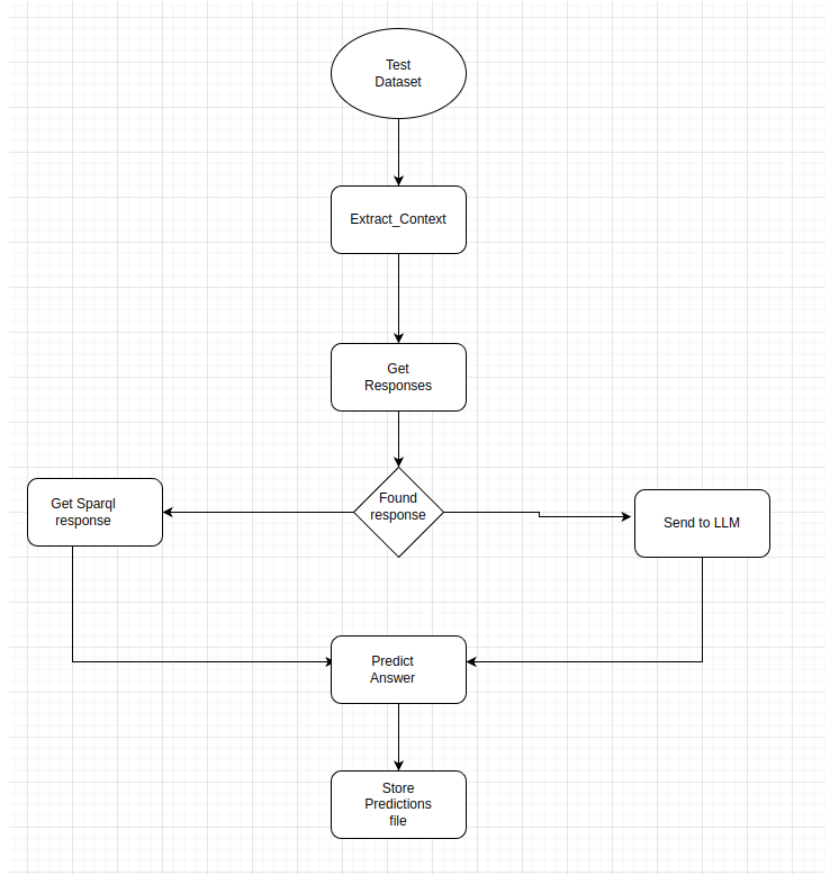 Test
Dataset
Extract_Context
Get
Responses
Found
response
Get Sparql
response
Send to LLM
Predict
Answer
Store
Predictions
file